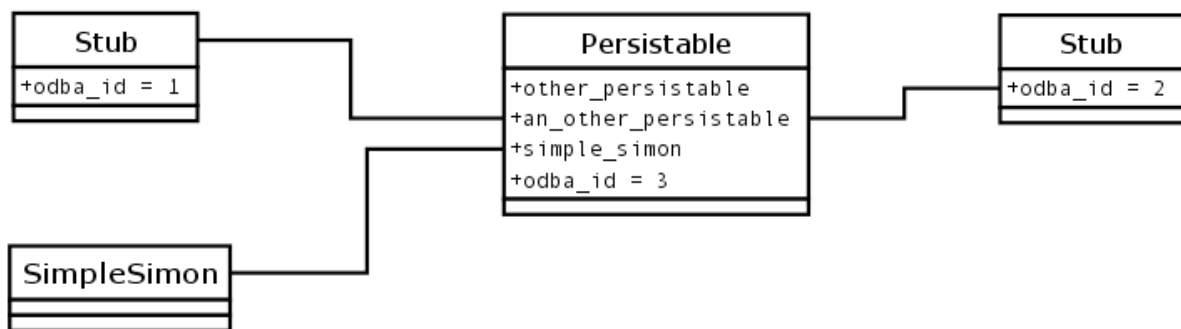 Stub
+odba_id = 1
Persistable
+other_persistable
+an_other_persistable
+simple_simon
+odba_id = 3
Stub
+odba_id = 2
SimpleSimon